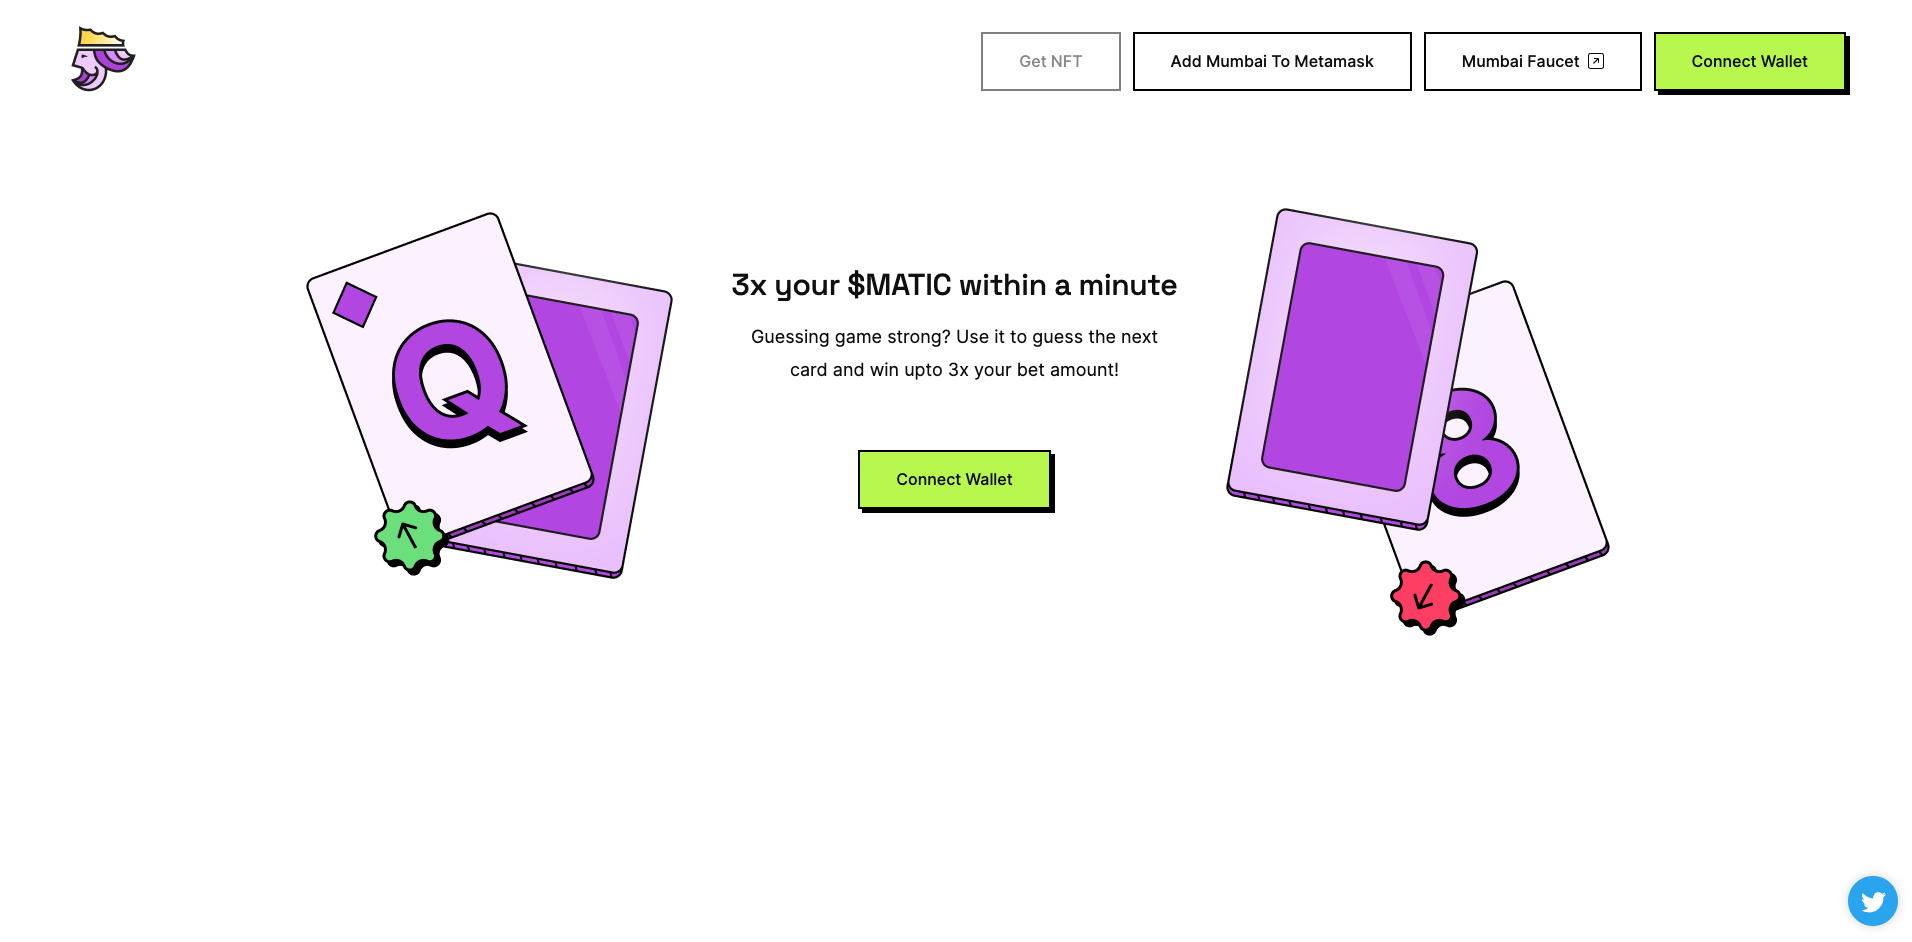 Get NFT
Add Mumbai To Metamask
Mumbai Faucet
Connect Wallet
Q
3x your $MATIC within a minute
Guessing game strong? Use it to guess the next
card and win upto 3x your bet amount!
Connect Wallet
8